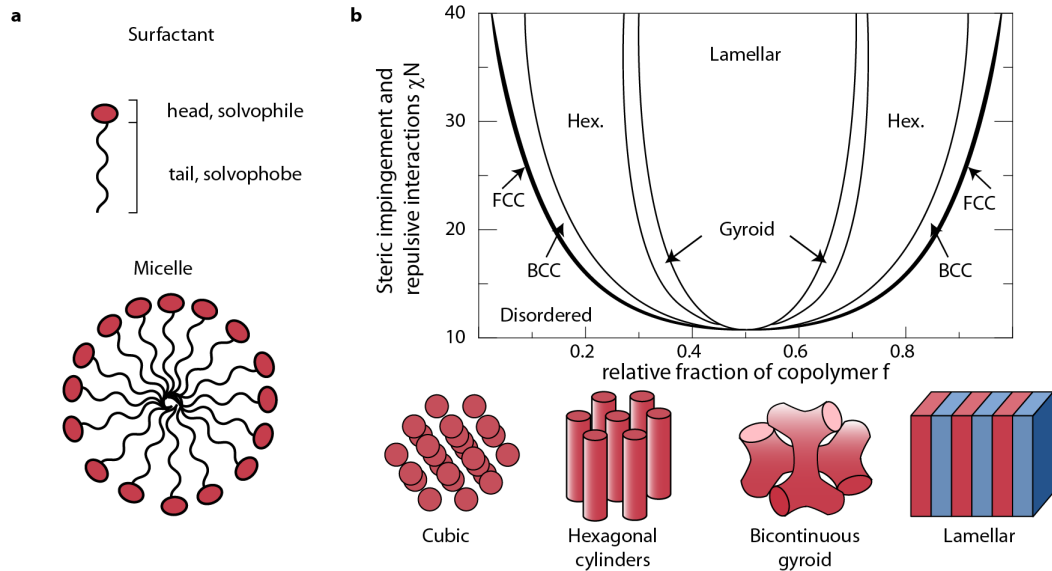 a
Surfactant
head, solvophile
tail, solvophobe
Micelle
b
Steric impingement and
repulsive interactions χN
40
30
20
10
Lamellar
Hex.
Hex.
FCC
FCC
Gyroid
BCC
BCC
Disordered
0.2
0.4
0.6
0.8
relative fraction of copolymer f
Cubic
Hexagonal
cylinders
Bicontinuous
gyroid
Lamellar